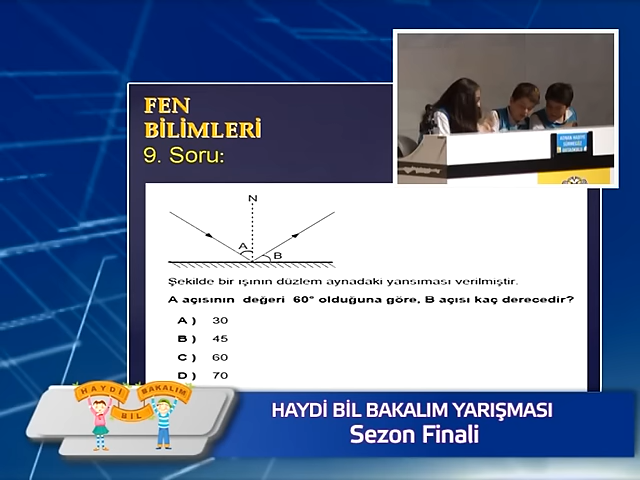 FEN
BİLİMLERİ
9. Soru:
N
A
B
Şekilde bir ışının düzlem aynadaki yansıması verilmiştir.
A açısının değeri 60° olduğuna göre, B açısı kaç derecedir?
A) 30
B) 45
C) 60
D) 70
HAYDİ
BİL
BAKALIM
HAYDİ BİL BAKALIM YARIŞMASI
Sezon Finali